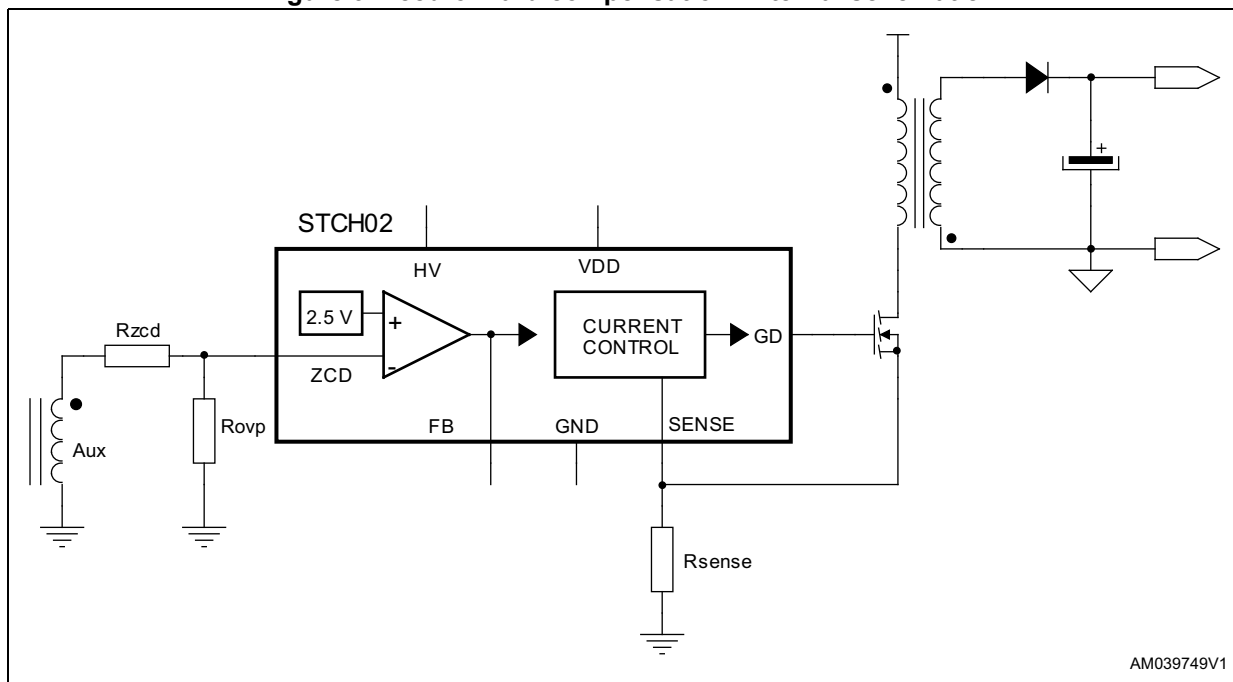 STCH02
HV
VDD
2.5 V
+
-
CURRENT
CONTROL
GD
Rzcd
ZCD
Rovp
FB
GND
SENSE
Aux
Rsense
+
AM039749V1